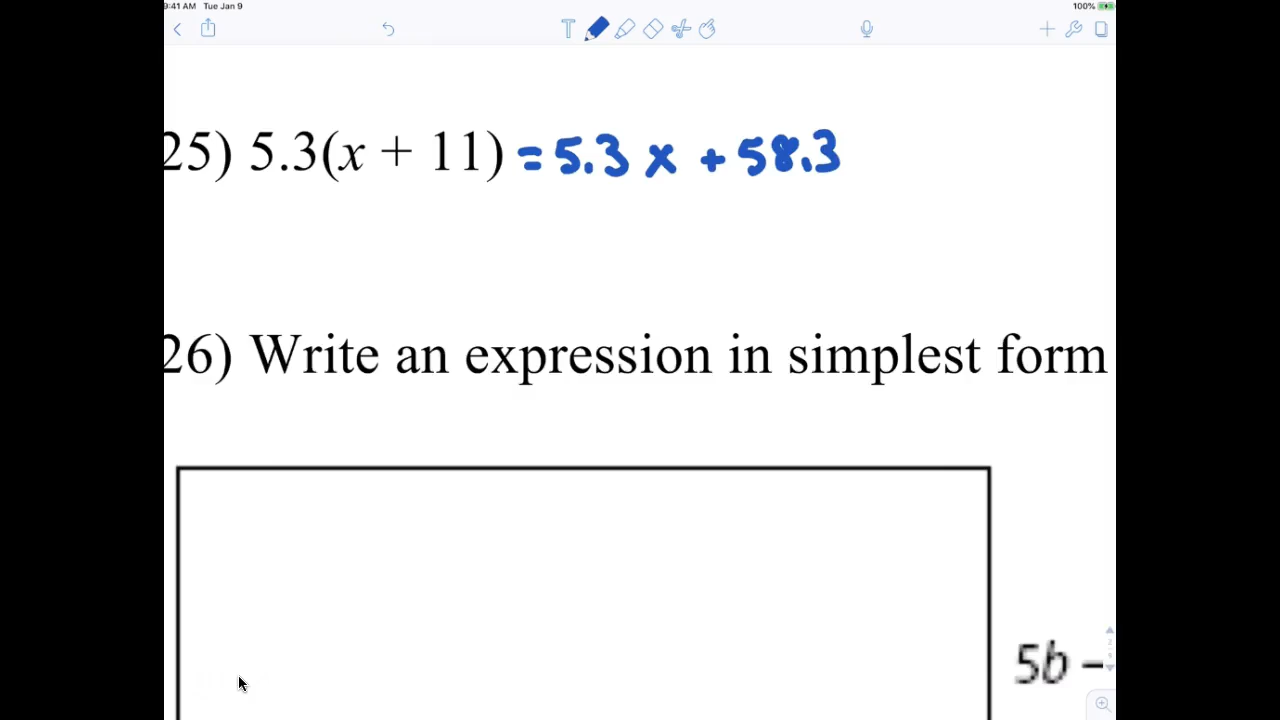 9:41 AM Tue Jan 9
100%
T
25) 5.3(x + 11) = 5.3 x + 58.3
26) Write an expression in simplest form
5b –